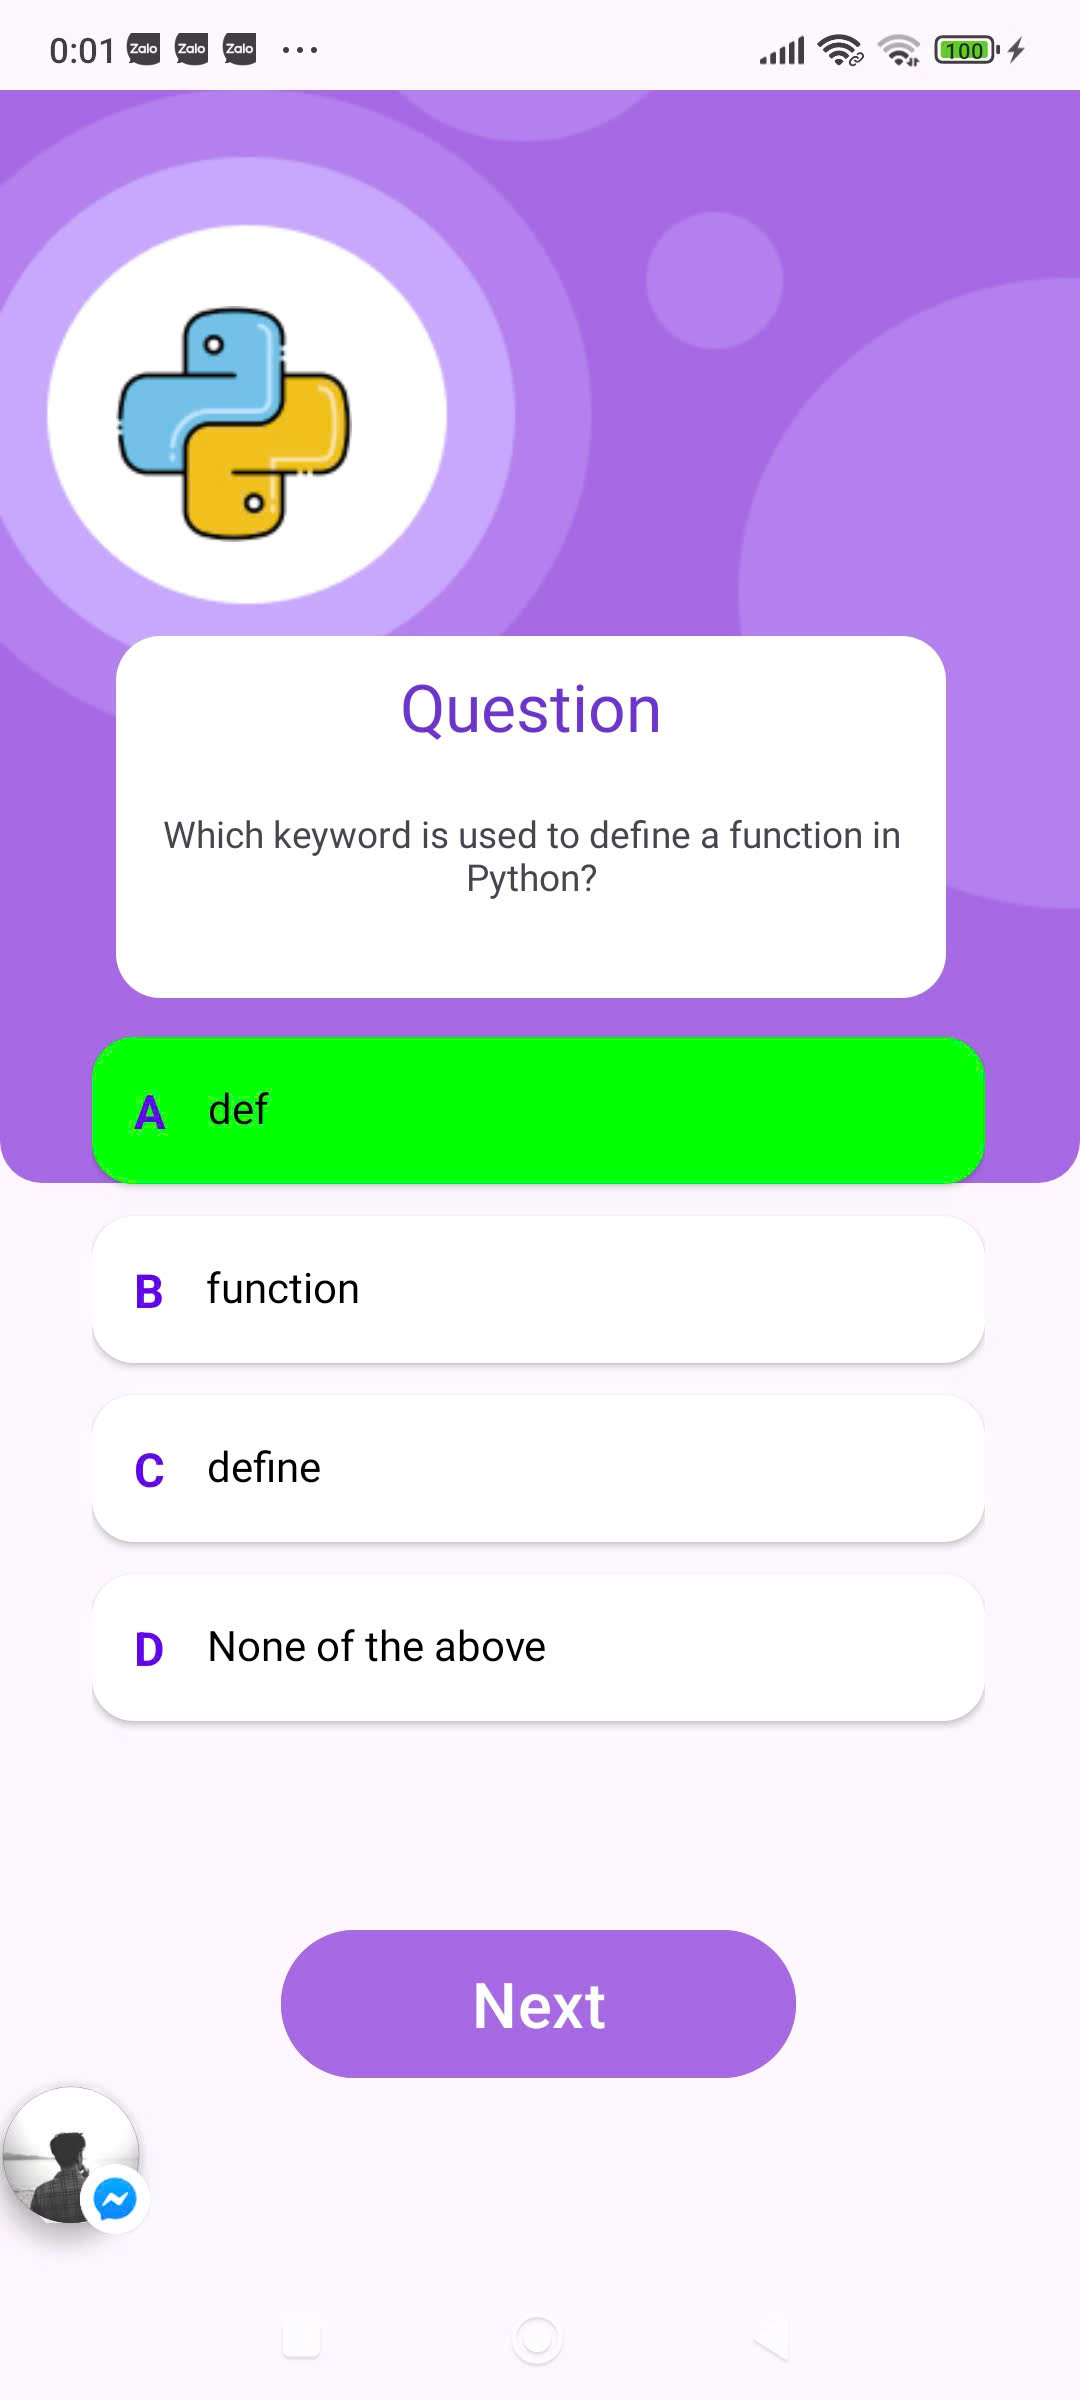 0:01 Zalo Zalo Zalo ... 100
Question
Which keyword is used to define a function in
Python?
A def
B function
C define
D None of the above
Next